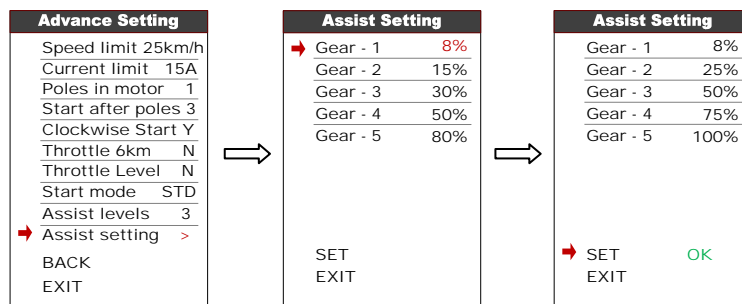 Advance Setting
Speed limit 25km/h
Current limit 15A
Poles in motor 1
Start after poles 3
Clockwise Start Y
Throttle 6km N
Throttle Level N
Start mode STD
Assist levels 3
Assist setting >
BACK
EXIT
Assist Setting
Gear - 1 8%
Gear - 2 15%
Gear - 3 30%
Gear - 4 50%
Gear - 5 80%
SET
EXIT
Assist Setting
Gear - 1 8%
Gear - 2 25%
Gear - 3 50%
Gear - 4 75%
Gear - 5 100%
SET OK
EXIT